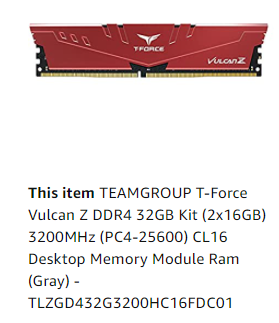 T-FORCE
VULCAN Z
This item TEAMGROUP T-Force
Vulcan Z DDR4 32GB Kit (2x16GB)
3200MHz (PC4-25600) CL16
Desktop Memory Module Ram
(Gray) -
TLZGD432G3200HC16FDC01